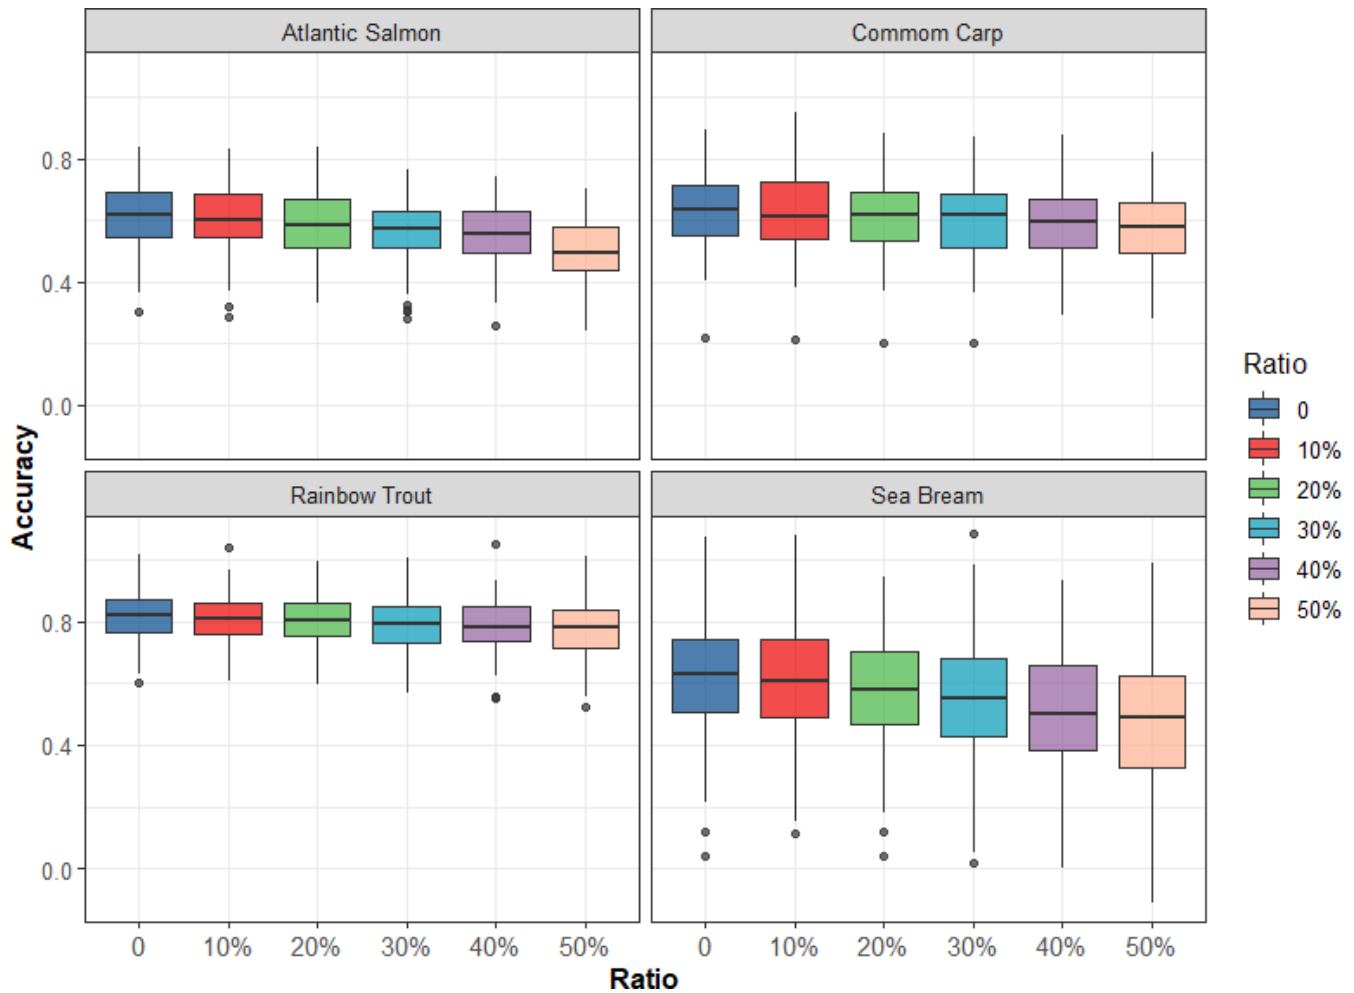 Atlantic Salmon
Commom Carp
0.8
0.4
0.0
Rainbow Trout
Sea Bream
0.8
0.4
0.0
Accuracy
0 10% 20% 30% 40% 50%
0 10% 20% 30% 40% 50%
Ratio
Ratio
0
10%
20%
30%
40%
50%